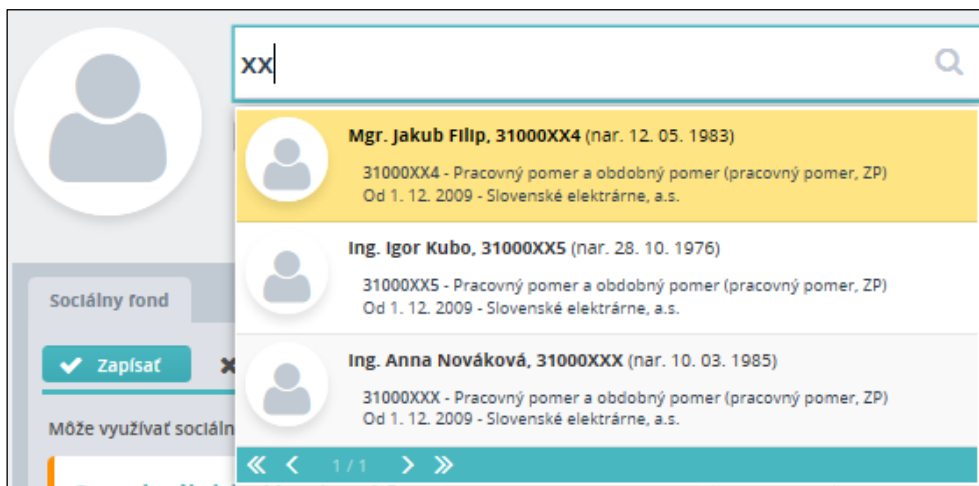 xx
Mgr. Jakub Filip, 31000XX4 (nar. 12. 05. 1983)
31000XX4 - Pracovný pomer a obdobný pomer (pracovný pomer, ZP)
Od 1. 12. 2009 - Slovenské elektrárne, a.s.
Ing. Igor Kubo, 31000XX5 (nar. 28. 10. 1976)
31000XX5 - Pracovný pomer a obdobný pomer (pracovný pomer, ZP)
Od 1. 12. 2009 - Slovenské elektrárne, a.s.
Sociálny fond
Ing. Anna Nováková, 31000XXX (nar. 10. 03. 1985)
Zapísať
31000XXX - Pracovný pomer a obdobný pomer (pracovný pomer, ZP)
Od 1. 12. 2009 - Slovenské elektrárne, a.s.
Môže využívať sociáln
1 / 1